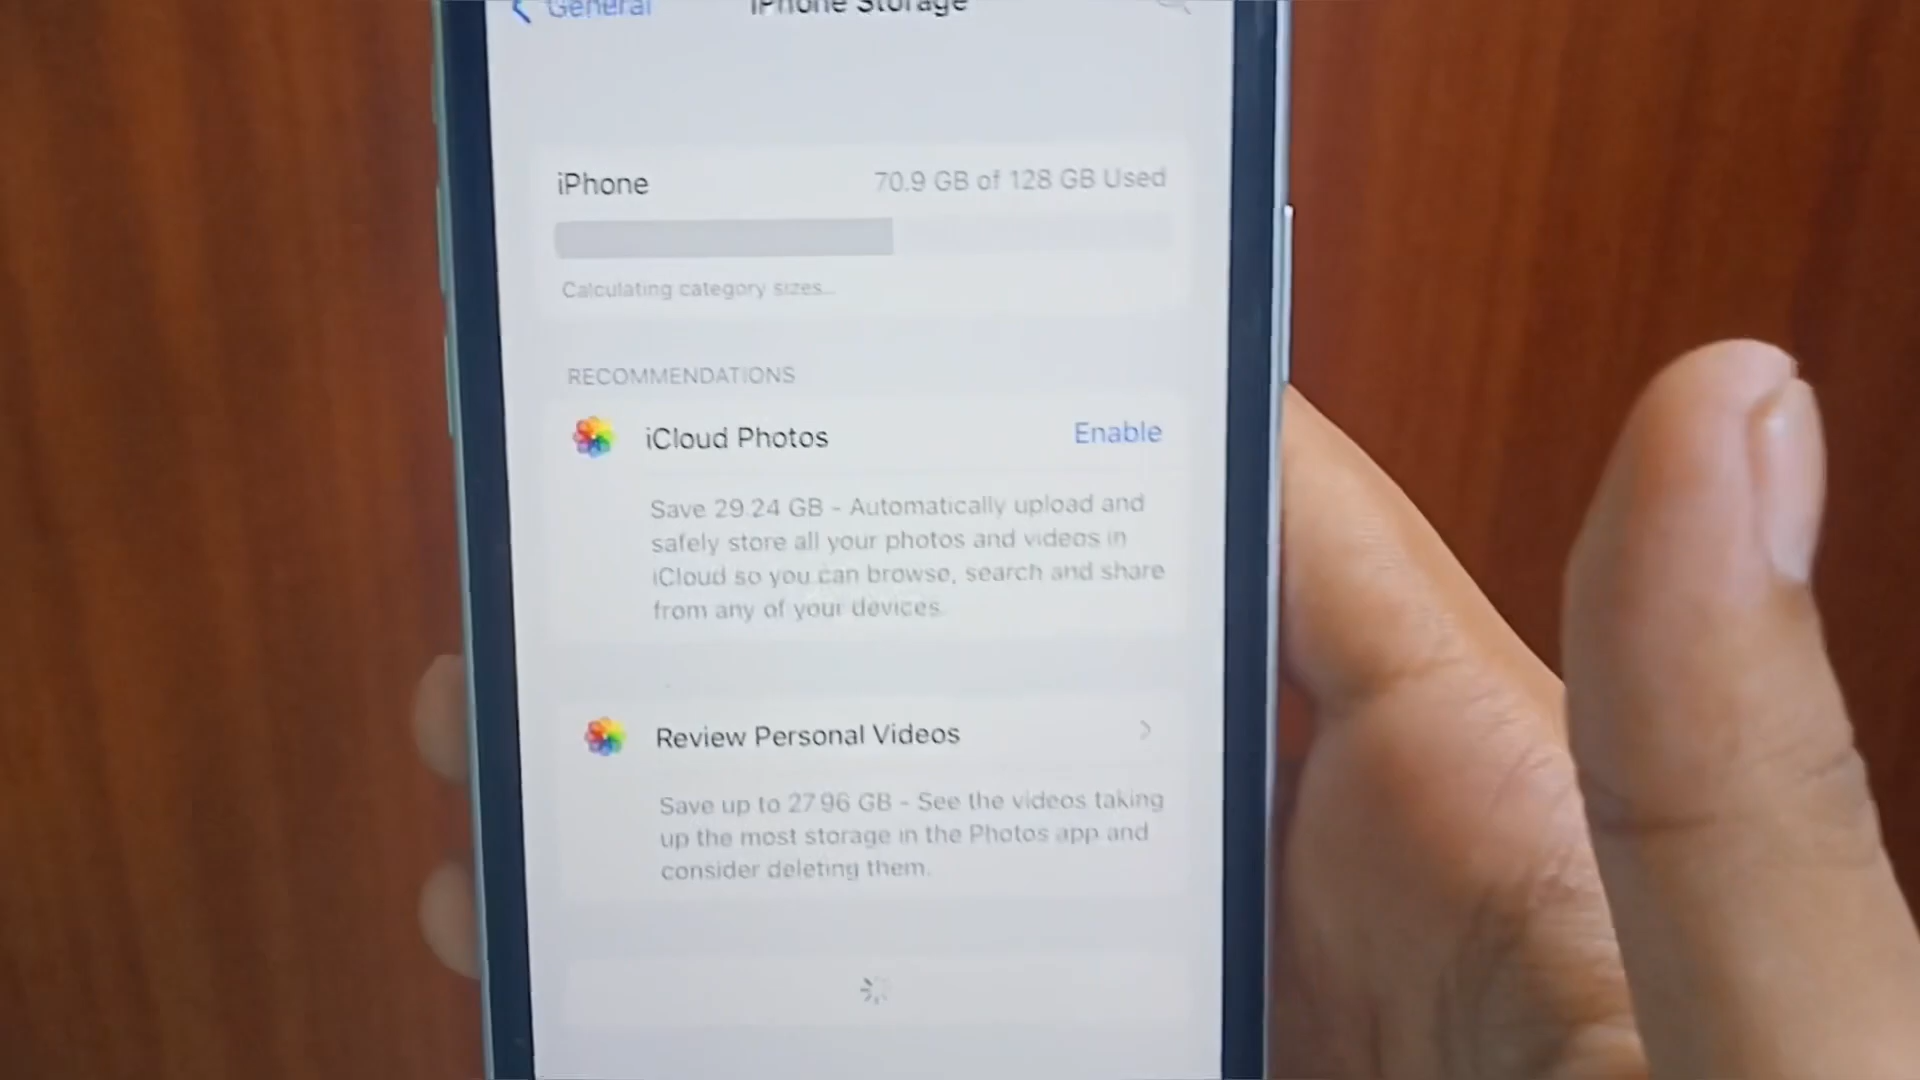 General
iPhone Storage
iPhone
70.9 GB of 128 GB Used
Calculating category sizes...
RECOMMENDATIONS
iCloud Photos
Enable
Save 29.24 GB - Automatically upload and
safely store all your photos and videos in
iCloud so you can browse, search and share
from any of your devices.
Review Personal Videos
Save up to 27.96 GB - See the videos taking
up the most storage in the Photos app and
consider deleting them.